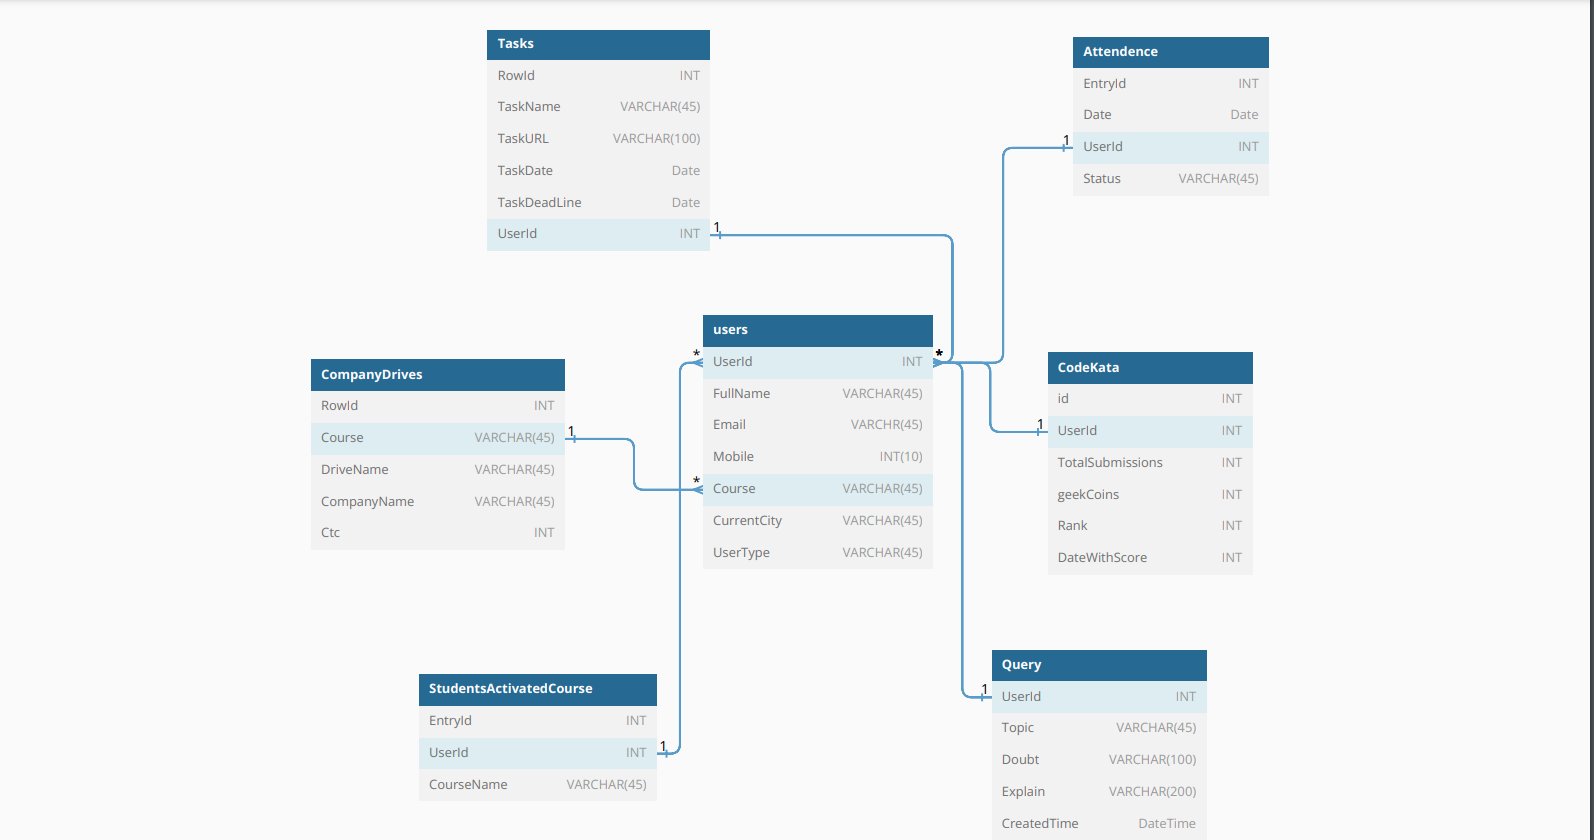 Tasks
RowId INT
TaskName VARCHAR(45)
TaskURL VARCHAR(100)
TaskDate Date
TaskDeadLine Date
UserId INT
1
Attendence
EntryId INT
Date Date
1
UserId INT
Status VARCHAR(45)
users
*
UserId INT
*
FullName VARCHAR(45)
Email VARCHR(45)
Mobile INT(10)
*
Course VARCHAR(45)
CurrentCity VARCHAR(45)
UserType VARCHAR(45)
CompanyDrives
RowId INT
Course VARCHAR(45)
1
DriveName VARCHAR(45)
CompanyName VARCHAR(45)
Ctc INT
CodeKata
id INT
1
UserId INT
TotalSubmissions INT
geekCoins INT
Rank INT
DateWithScore INT
StudentsActivatedCourse
EntryId INT
UserId INT
1
CourseName VARCHAR(45)
Query
1
UserId INT
Topic VARCHAR(45)
Doubt VARCHAR(100)
Explain VARCHAR(200)
CreatedTime DateTime